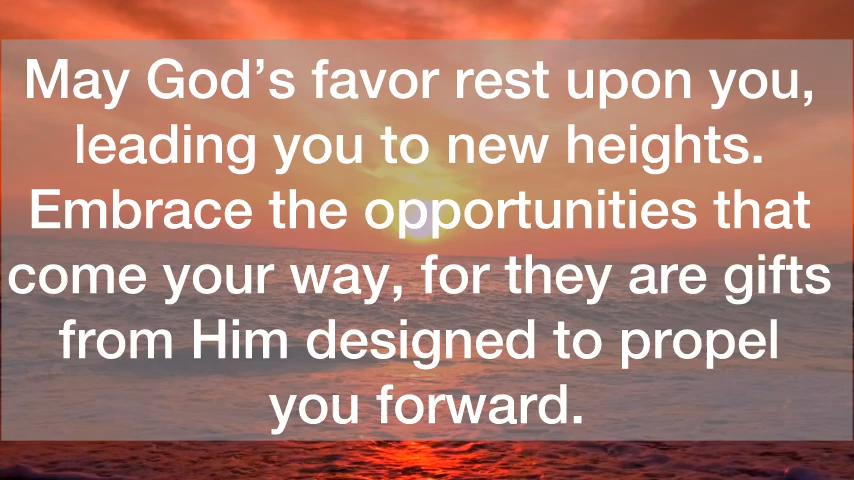 May God’s favor rest upon you,
leading you to new heights.
Embrace the opportunities that
come your way, for they are gifts
from Him designed to propel
you forward.